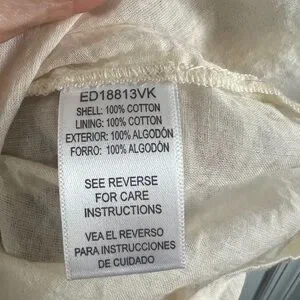 ED18813VK
SHELL: 100% COTTON
LINING: 100% COTTON
EXTERIOR: 100% ALGODÓN
FORRO: 100% ALGODÓN
SEE REVERSE
FOR CARE
INSTRUCTIONS
VEA EL REVERSO
PARA INSTRUCCIONES
DE CUIDADO